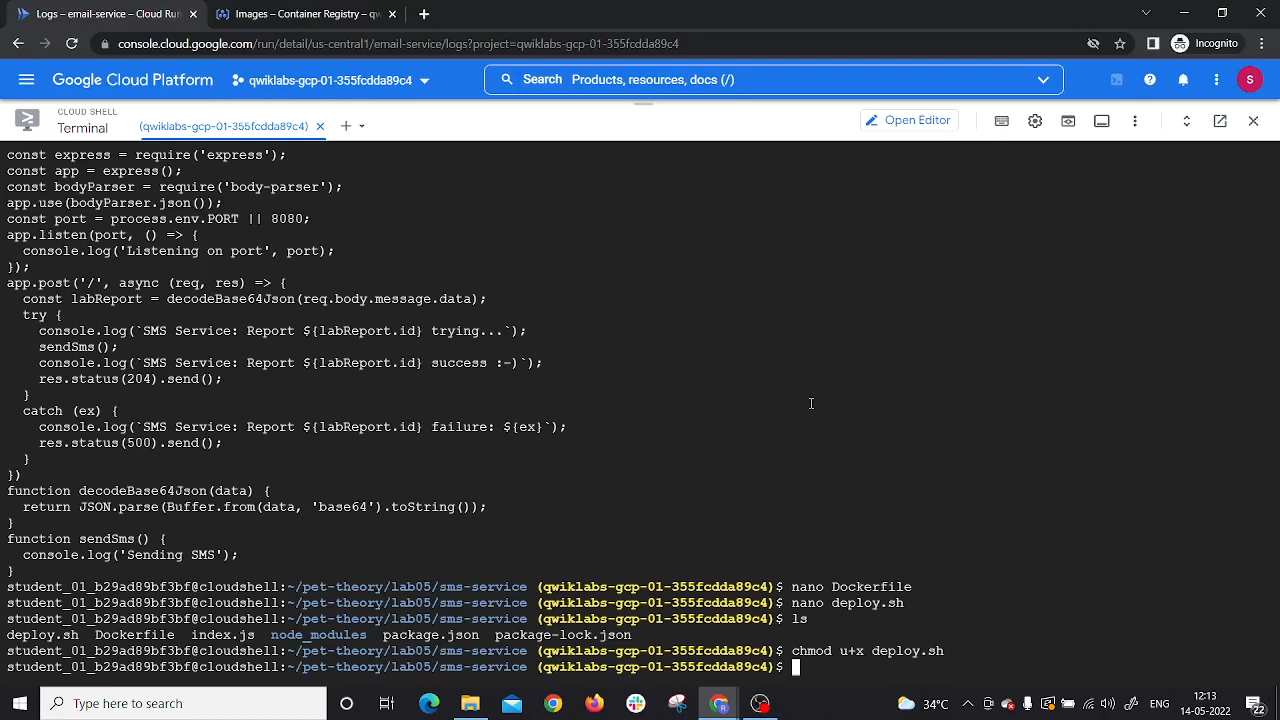 Logs – email-service – Cloud Run
Images – Container Registry – qw
console.cloud.google.com/run/detail/us-central1/email-service/logs?project=qwiklabs-gcp-01-355fcdda89c4
Incognito
Google Cloud Platform
qwiklabs-gcp-01-355fcdda89c4
Search Products, resources, docs (/)
S
CLOUD SHELL
Terminal
(qwiklabs-gcp-01-355fcdda89c4)
Open Editor
const express = require('express');
const app = express();
const bodyParser = require('body-parser');
app.use(bodyParser.json());
const port = process.env.PORT || 8080;
app.listen(port, () => {
  console.log('Listening on port', port);
});
app.post('/', async (req, res) => {
  const labReport = decodeBase64Json(req.body.message.data);
  try {
    console.log(`SMS Service: Report ${labReport.id} trying...`);
    sendSms();
    console.log(`SMS Service: Report ${labReport.id} success :-)`);
    res.status(204).send();
  }
  catch (ex) {
    console.log(`SMS Service: Report ${labReport.id} failure: ${ex}`);
    res.status(500).send();
  }
})
function decodeBase64Json(data) {
  return JSON.parse(Buffer.from(data, 'base64').toString());
}
function sendSms() {
  console.log('Sending SMS');
}
student_01_b29ad89bf3bf@cloudshell:~/pet-theory/lab05/sms-service (qwiklabs-gcp-01-355fcdda89c4)$ nano Dockerfile
student_01_b29ad89bf3bf@cloudshell:~/pet-theory/lab05/sms-service (qwiklabs-gcp-01-355fcdda89c4)$ nano deploy.sh
student_01_b29ad89bf3bf@cloudshell:~/pet-theory/lab05/sms-service (qwiklabs-gcp-01-355fcdda89c4)$ ls
deploy.sh  Dockerfile  index.js  node_modules  package.json  package-lock.json
student_01_b29ad89bf3bf@cloudshell:~/pet-theory/lab05/sms-service (qwiklabs-gcp-01-355fcdda89c4)$ chmod u+x deploy.sh
student_01_b29ad89bf3bf@cloudshell:~/pet-theory/lab05/sms-service (qwiklabs-gcp-01-355fcdda89c4)$
Type here to search
34°C
ENG
12:13
14-05-2022
22